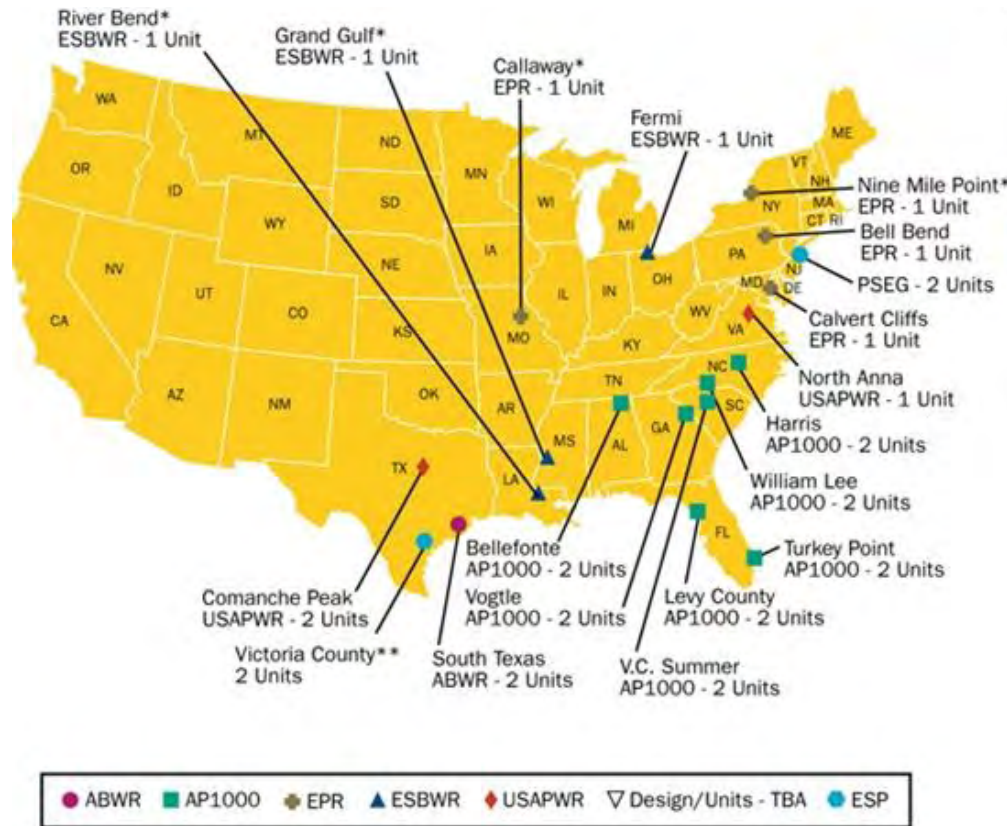 River Bend*
ESBWR - 1 Unit
Grand Gulf*
ESBWR - 1 Unit
Callaway*
EPR - 1 Unit
Fermi
ESBWR - 1 Unit
WA
MT
ND
MN
ME
VT
NH
OR
ID
SD
WI
MI
NY
MA
CT RI
Nine Mile Point*
EPR - 1 Unit
WY
IA
PA
Bell Bend
EPR - 1 Unit
NV
UT
NE
IL
IN
OH
NJ
MD
DE
PSEG - 2 Units
CA
CO
KS
MO
WV
VA
KY
Calvert Cliffs
EPR - 1 Unit
AZ
NM
OK
AR
TN
NC
SC
North Anna
USAPWR - 1 Unit
TX
LA
MS
AL
GA
FL
Harris
AP1000 - 2 Units
William Lee
AP1000 - 2 Units
Bellefonte
AP1000 - 2 Units
Turkey Point
AP1000 - 2 Units
Comanche Peak
USAPWR - 2 Units
Vogtle
AP1000 - 2 Units
Levy County
AP1000 - 2 Units
Victoria County**
2 Units
South Texas
ABWR - 2 Units
V.C. Summer
AP1000 - 2 Units
ABWR AP1000 EPR ESBWR USAPWR Design/Units - TBA ESP